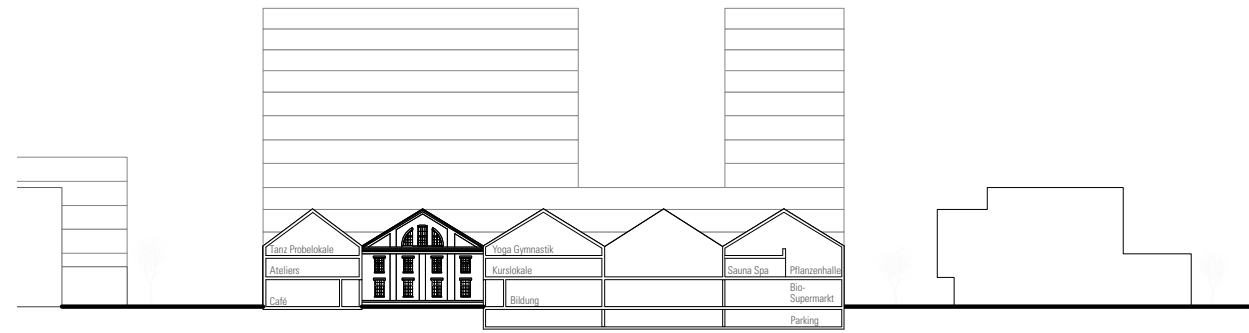 Tanz Probelokale
Yoga Gymnastik
Ateliers
Kurslokale
Sauna Spa
Pflanzenhalle
Café
Bildung
Bio-
Supermarkt
Parking